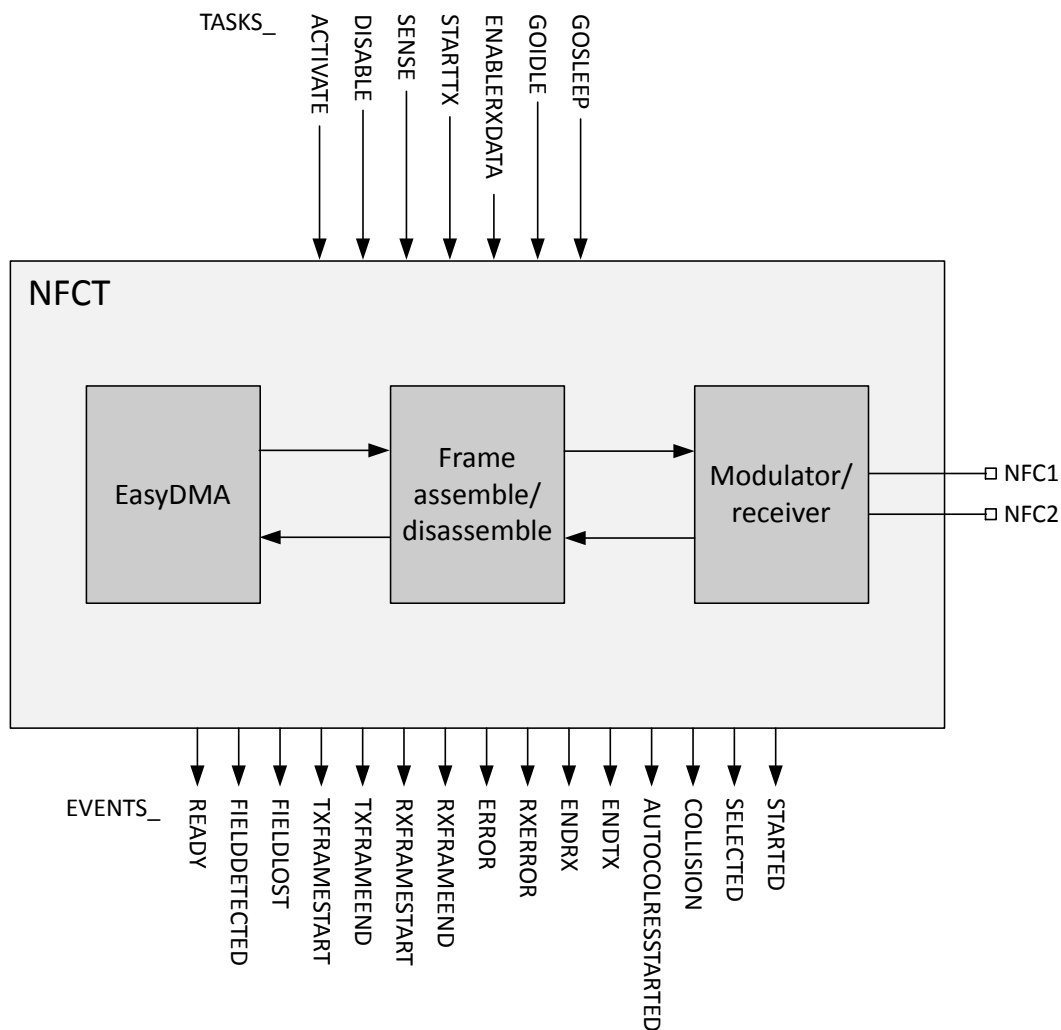 TASKS_
ACTIVATE
DISABLE
SENSE
STARTTX
ENABLERXDATA
GOIDLE
GOSLEEP
NFCT
EasyDMA
Frame
assemble/
disassemble
Modulator/
receiver
NFC1
NFC2
EVENTS_
READY
FIELDDETECTED
FIELDLOST
TXFRAMESTART
TXFRAMEEND
RXFRAMESTART
RXFRAMEEND
ERROR
RXERROR
ENDRX
ENDTX
AUTOCOLRESSTARTED
COLLISION
SELECTED
STARTED